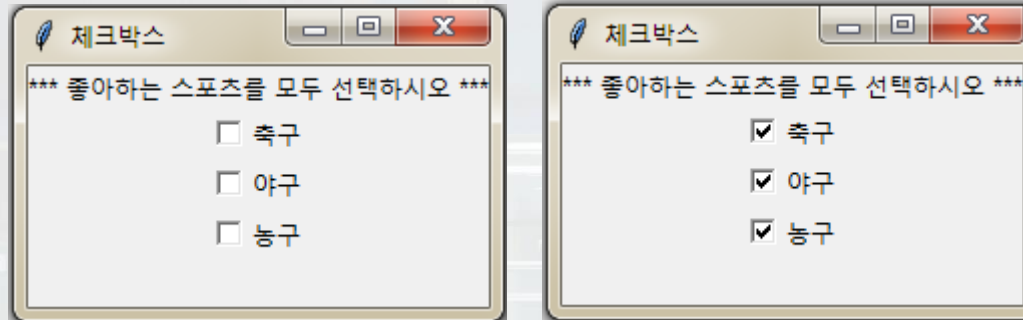 체크박스
*** 좋아하는 스포츠를 모두 선택하시오 ***
축구
야구
농구
체크박스
*** 좋아하는 스포츠를 모두 선택하시오 ***
축구
야구
농구